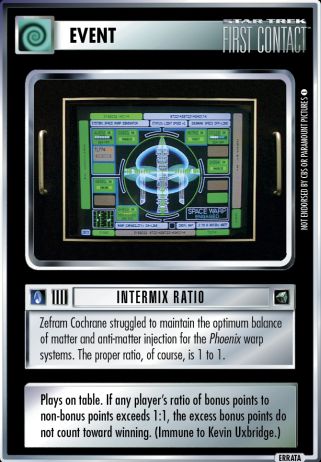 EVENT
STAR TREK
FIRST CONTACT
NOT ENDORSED BY CBS OR PARAMOUNT PICTURES
SPACE WARP
INTERMIX RATIO
Zefram Cochrane struggled to maintain the optimum balance
of matter and anti-matter injection for the Phoenix warp
systems. The proper ratio, of course, is 1 to 1.
Plays on table. If any player's ratio of bonus points to
non-bonus points exceeds 1:1, the excess bonus points do
not count toward winning. (Immune to Kevin Uxbridge.)
ERRATA